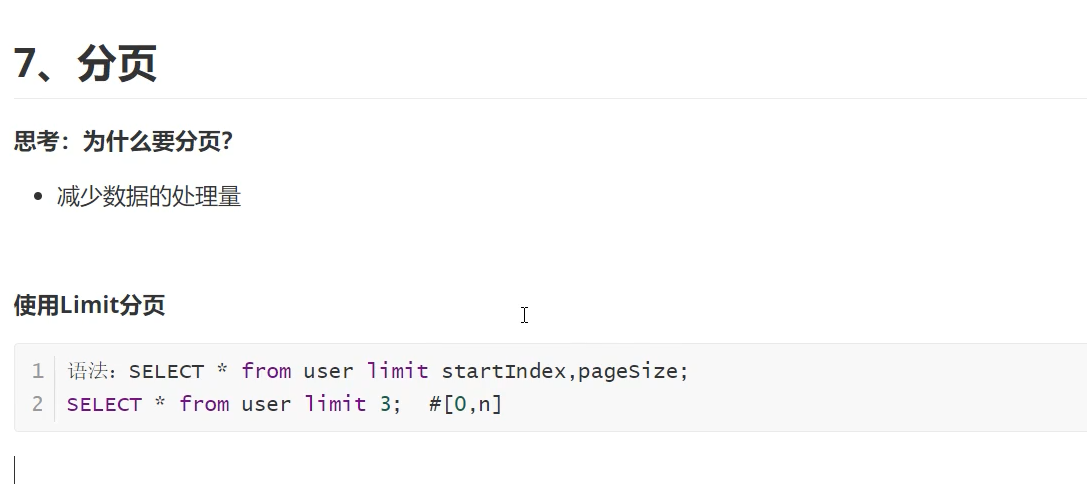 7、分页
思考：为什么要分页？
减少数据的处理量
使用Limit分页
1 语法：SELECT * from user limit startIndex,pageSize;
2 SELECT * from user limit 3;  #[0,n]